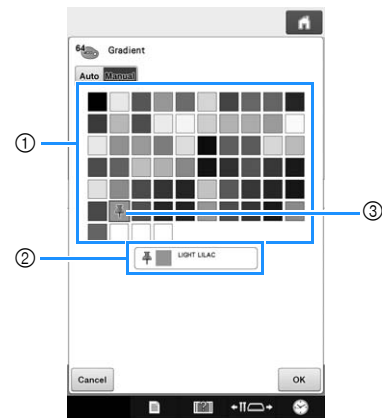 64 Gradient
Auto Manual
①
③
②
LIGHT LILAC
Cancel OK